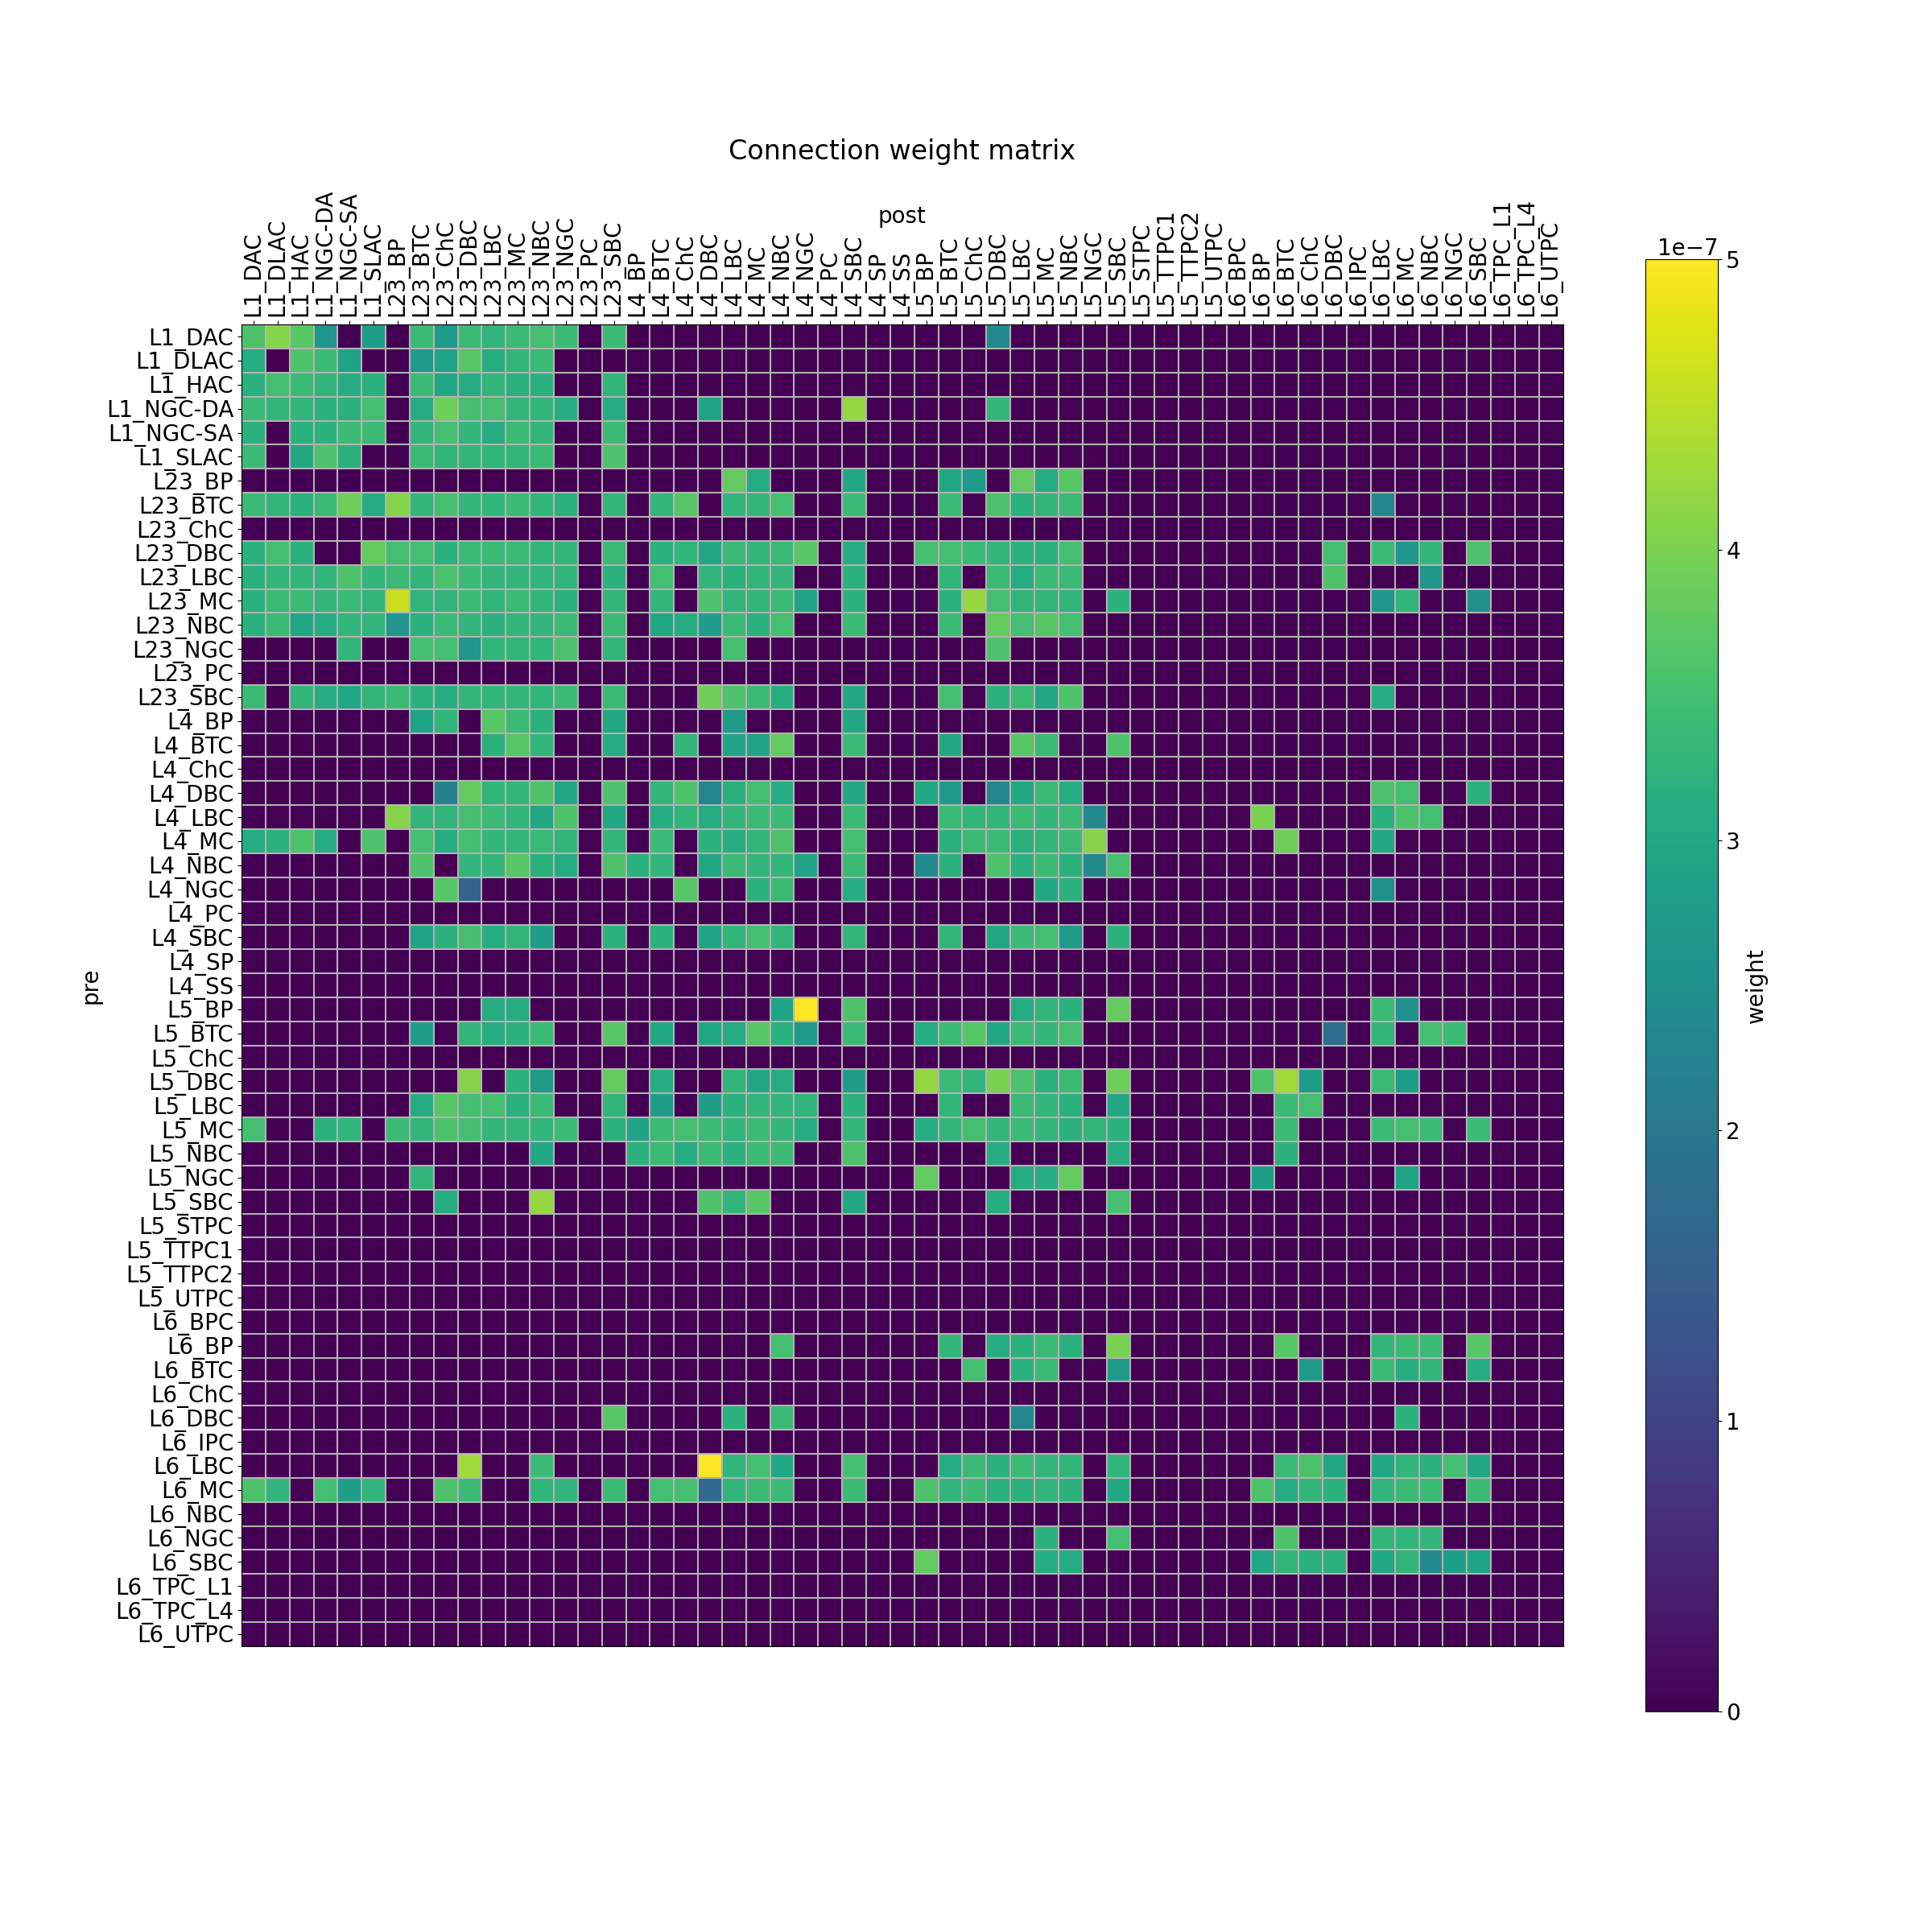 Connection weight matrix
post
L1_DAC
L1_DLAC
L1_HAC
L1_NGC-DA
L1_NGC-SA
L1_SLAC
L23_BP
L23_BTC
L23_ChC
L23_DBC
L23_LBC
L23_MC
L23_NBC
L23_NGC
L23_PC
L23_SBC
L4_BP
L4_BTC
L4_ChC
L4_DBC
L4_LBC
L4_MC
L4_NBC
L4_NGC
L4_PC
L4_SBC
L4_SP
L4_SS
L5_BP
L5_BTC
L5_ChC
L5_DBC
L5_LBC
L5_MC
L5_NBC
L5_NGC
L5_SBC
L5_STPC
L5_TTPC1
L5_TTPC2
L5_UTPC
L6_BPC
L6_BP
L6_BTC
L6_ChC
L6_DBC
L6_IPC
L6_LBC
L6_MC
L6_NBC
L6_NGC
L6_SBC
L6_TPC_L1
L6_TPC_L4
L6_UTPC
pre
L1_DAC
L1_DLAC
L1_HAC
L1_NGC-DA
L1_NGC-SA
L1_SLAC
L23_BP
L23_BTC
L23_ChC
L23_DBC
L23_LBC
L23_MC
L23_NBC
L23_NGC
L23_PC
L23_SBC
L4_BP
L4_BTC
L4_ChC
L4_DBC
L4_LBC
L4_MC
L4_NBC
L4_NGC
L4_PC
L4_SBC
L4_SP
L4_SS
L5_BP
L5_BTC
L5_ChC
L5_DBC
L5_LBC
L5_MC
L5_NBC
L5_NGC
L5_SBC
L5_STPC
L5_TTPC1
L5_TTPC2
L5_UTPC
L6_BPC
L6_BP
L6_BTC
L6_ChC
L6_DBC
L6_IPC
L6_LBC
L6_MC
L6_NBC
L6_NGC
L6_SBC
L6_TPC_L1
L6_TPC_L4
L6_UTPC
1e−7
5
4
3
2
1
0
weight